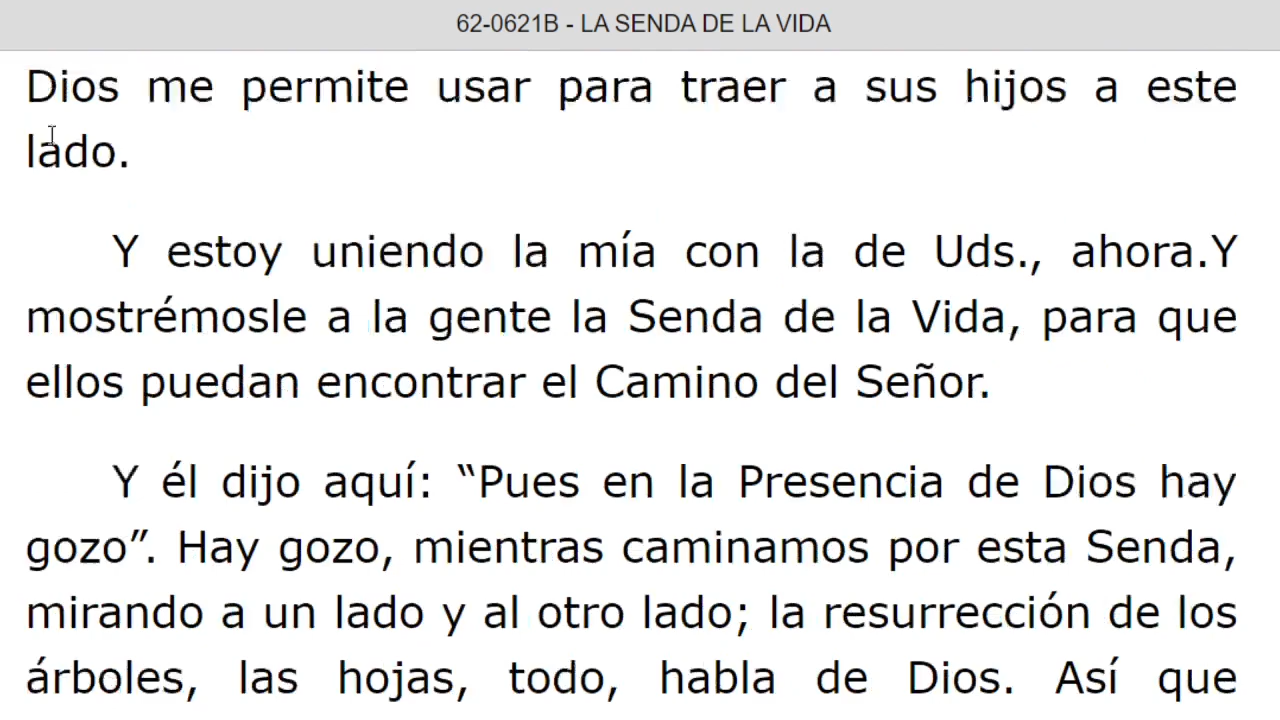 62-0621B - LA SENDA DE LA VIDA
Dios me permite usar para traer a sus hijos a este
lado.
Y estoy uniendo la mía con la de Uds., ahora.Y
mostrémosle a la gente la Senda de la Vida, para que
ellos puedan encontrar el Camino del Señor.
Y él dijo aquí: “Pues en la Presencia de Dios hay
gozo”. Hay gozo, mientras caminamos por esta Senda,
mirando a un lado y al otro lado; la resurrección de los
árboles, las hojas, todo, habla de Dios. Así que